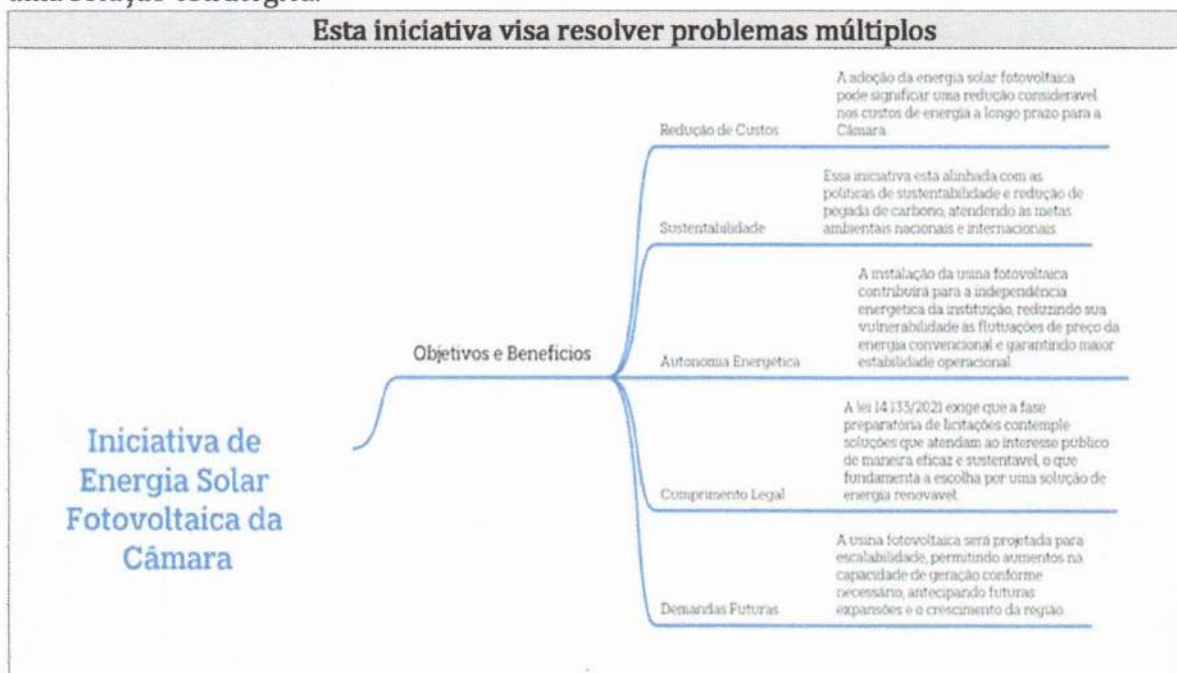 Esta iniciativa visa resolver problemas múltiplos
Iniciativa de
Energia Solar
Fotovoltaica da
Câmara
Objetivos e Benefícios
Redução de Custos
A adoção da energia solar fotovoltaica
pode significar uma redução considerável
nos custos de energia a longo prazo para a
Câmara.
Sustentabilidade
Essa iniciativa está alinhada com as
políticas de sustentabilidade e redução de
pegada de carbono, atendendo às metas
ambientais nacionais e internacionais.
Autonomia Energética
A instalação da usina fotovoltaica
contribuirá para a independência
energética da instituição, reduzindo sua
vulnerabilidade às flutuações de preço da
energia convencional e garantindo maior
estabilidade operacional.
Cumprimento Legal
A lei 14.133/2021 exige que a fase
preparatória de licitações contemple
soluções que atendam ao interesse público
de maneira eficaz e sustentável, o que
fundamenta a escolha por uma solução de
energia renovável.
Demandas Futuras
A usina fotovoltaica será projetada para
escalabilidade, permitindo aumentos na
capacidade de geração conforme
necessário, antecipando futuras
expansões e o crescimento da região.